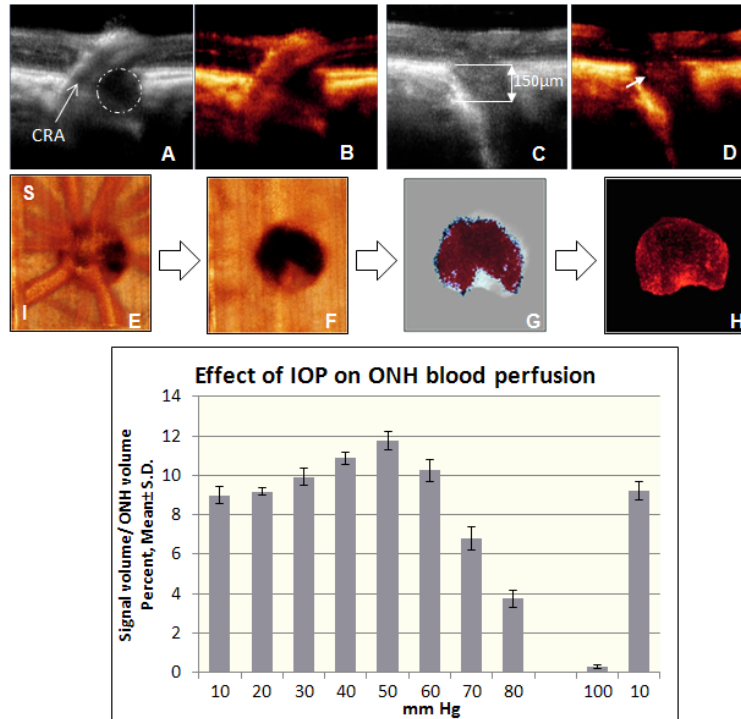 CRA
A
B
150µm
C
D
S
I
E
F
G
H
Effect of IOP on ONH blood perfusion
Signal volume/ ONH volume
Percent, Mean± S.D.
14
12
10
8
6
4
2
0
10 20 30 40 50 60 70 80 100 10
mm Hg